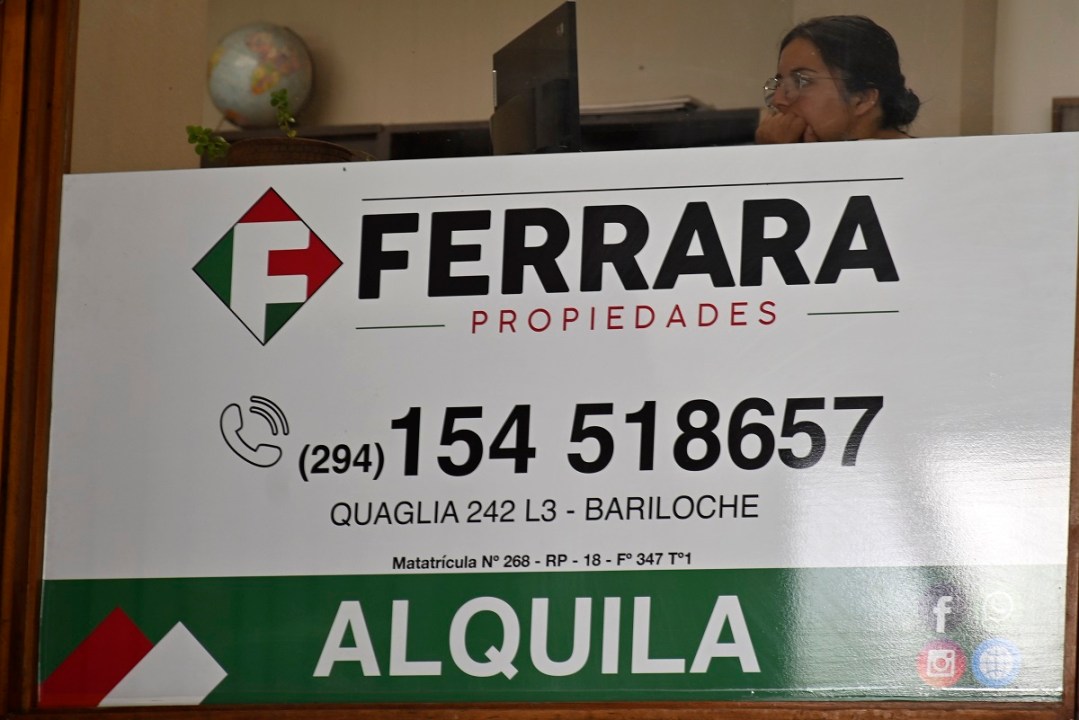 F FERRARA
PROPIEDADES
(294) 154 518657
QUAGLIA 242 L3 - BARILOCHE
Matatrícula Nº 268 - RP - 18 - Fº 347 Tº1
ALQUILA